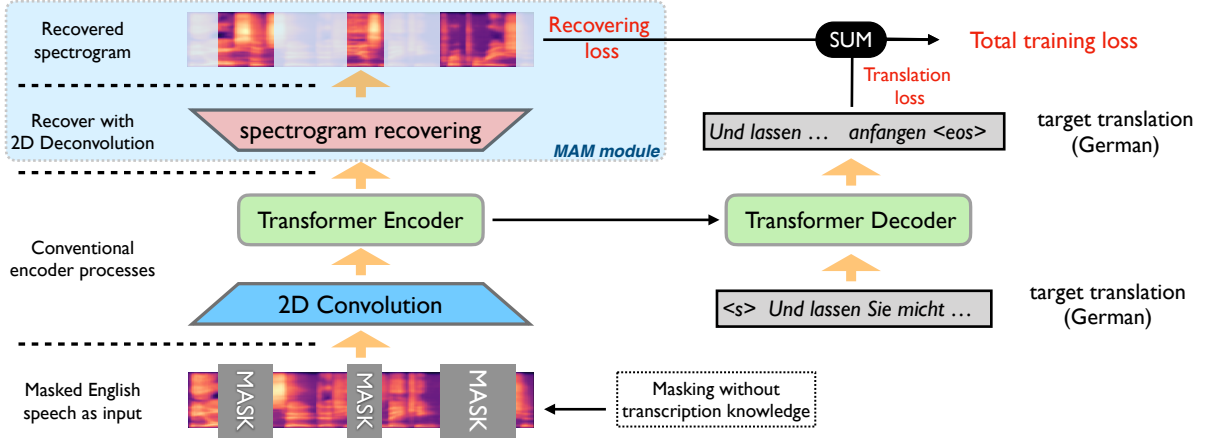 Recovered
spectrogram
Recovering
loss
SUM
Total training loss
Translation
loss
Recover with
2D Deconvolution
spectrogram recovering
MAM module
Und lassen … anfangen <eos>
target translation
(German)
Transformer Encoder
Transformer Decoder
Conventional
encoder processes
2D Convolution
<s> Und lassen Sie micht …
target translation
(German)
Masked English
speech as input
MASK
MASK
MASK
Masking without
transcription knowledge